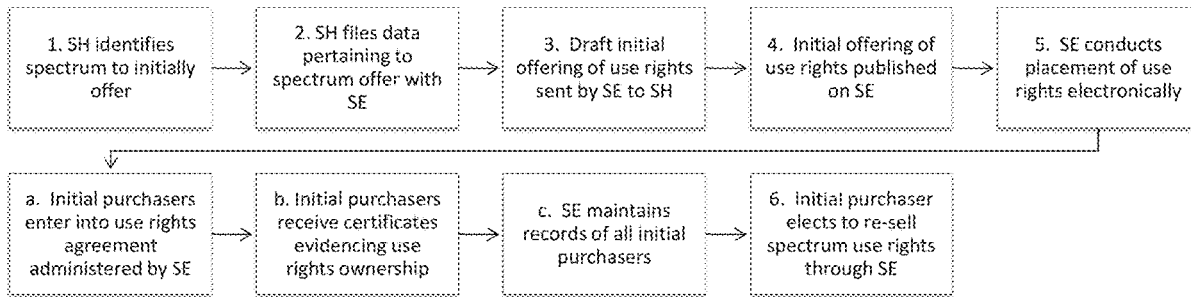 1. SH identifies
spectrum to initially
offer
2. SH files data
pertaining to
spectrum offer with
SE
3. Draft initial
offering of use rights
sent by SE to SH
4. Initial offering of
use rights published
on SE
5. SE conducts
placement of use
rights electronically
a. Initial purchasers
enter into use rights
agreement
administered by SE
b. Initial purchasers
receive certificates
evidencing use
rights ownership
c. SE maintains
records of all initial
purchasers
6. Initial purchaser
elects to re-sell
spectrum use rights
through SE